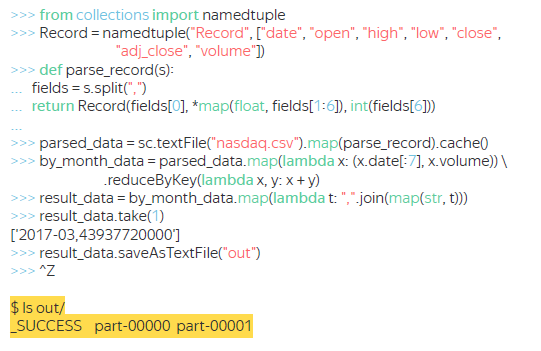 >>> from collections import namedtuple
>>> Record = namedtuple("Record", ["date", "open", "high", "low", "close",
"adj_close", "volume"])
>>> def parse_record(s):
... fields = s.split(",")
... return Record(fields[0], *map(float, fields[1:6]), int(fields[6]))
...
>>> parsed_data = sc.textFile("nasdaq.csv").map(parse_record).cache()
>>> by_month_data = parsed_data.map(lambda x: (x.date[:7], x.volume)) \
.reduceByKey(lambda x, y: x + y)
>>> result_data = by_month_data.map(lambda t: ",".join(map(str, t)))
>>> result_data.take(1)
['2017-03,43937720000']
>>> result_data.saveAsTextFile("out")
>>> ^Z
$ ls out/
_SUCCESS part-00000 part-00001